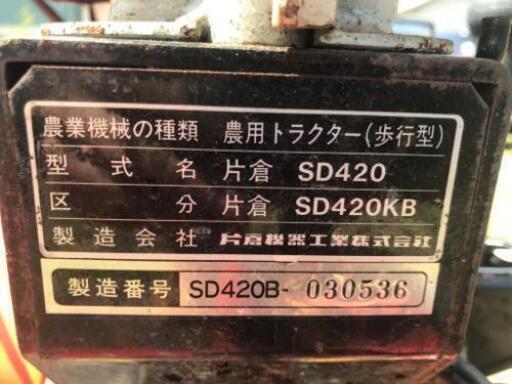 農業機械の種類 農用トラクター(歩行型)
型式名 片倉 SD420
区分 片倉 SD420KB
製造会社 片倉機器工業株式会社
製造番号 SD420B- 030536